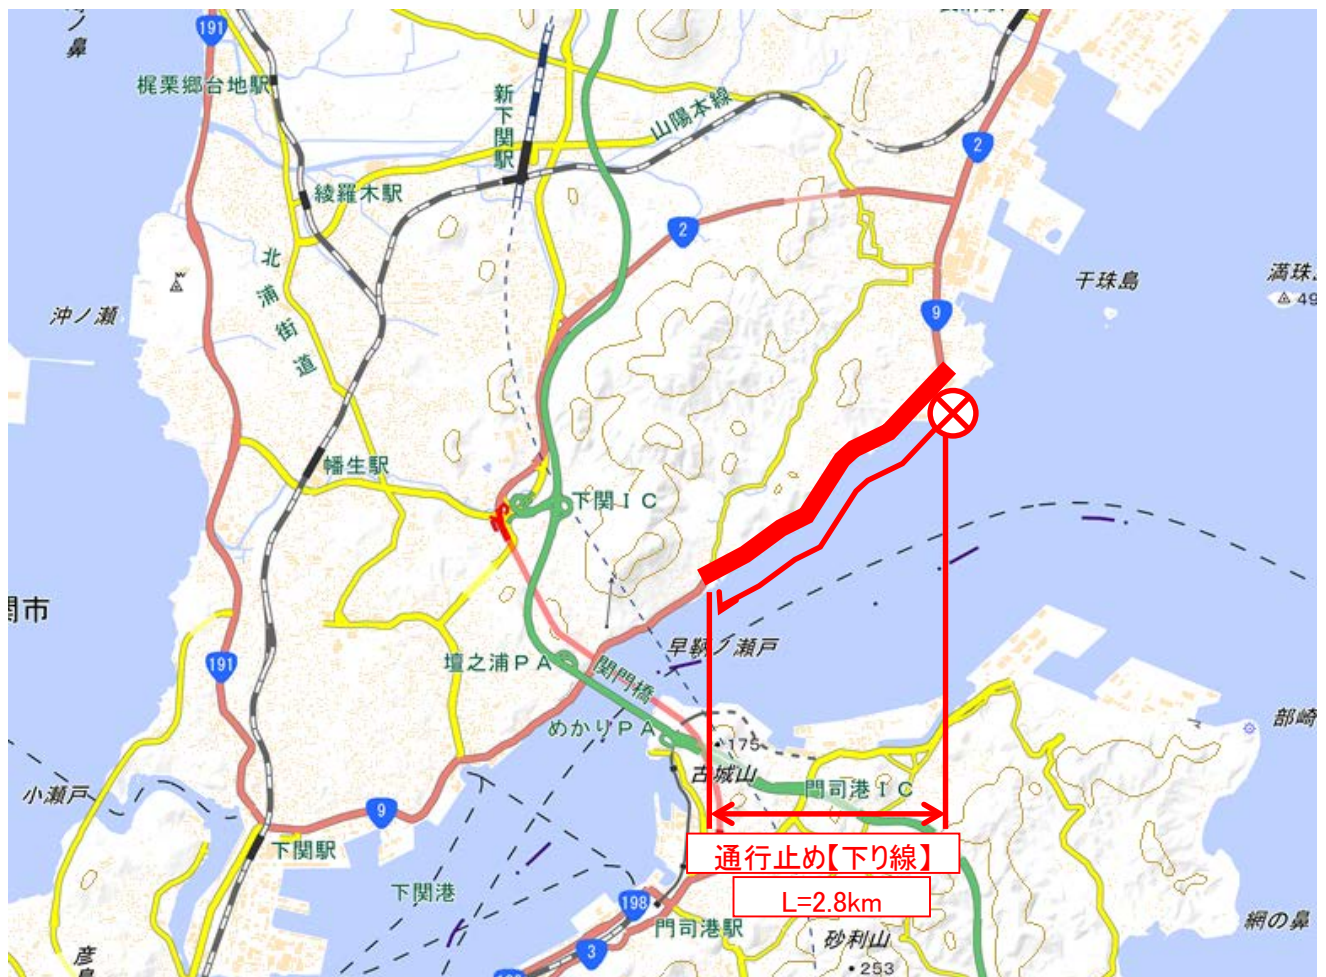 191
ノ鼻
梶栗郷台地駅
新下関駅
山陽本線
2
綾羅木駅
2
北浦街道
干珠島
満珠島
49
沖ノ瀬
9
幡生駅
下関IC
関市
早鞆ノ瀬戸
191
壇之浦PA
関門橋
めかりPA
175
古城山
部崎
小瀬戸
門司港IC
9
下関駅
通行止め【下り線】
下関港
L=2.8km
198
門司港駅
網の鼻
砂利山
3
253
彦島